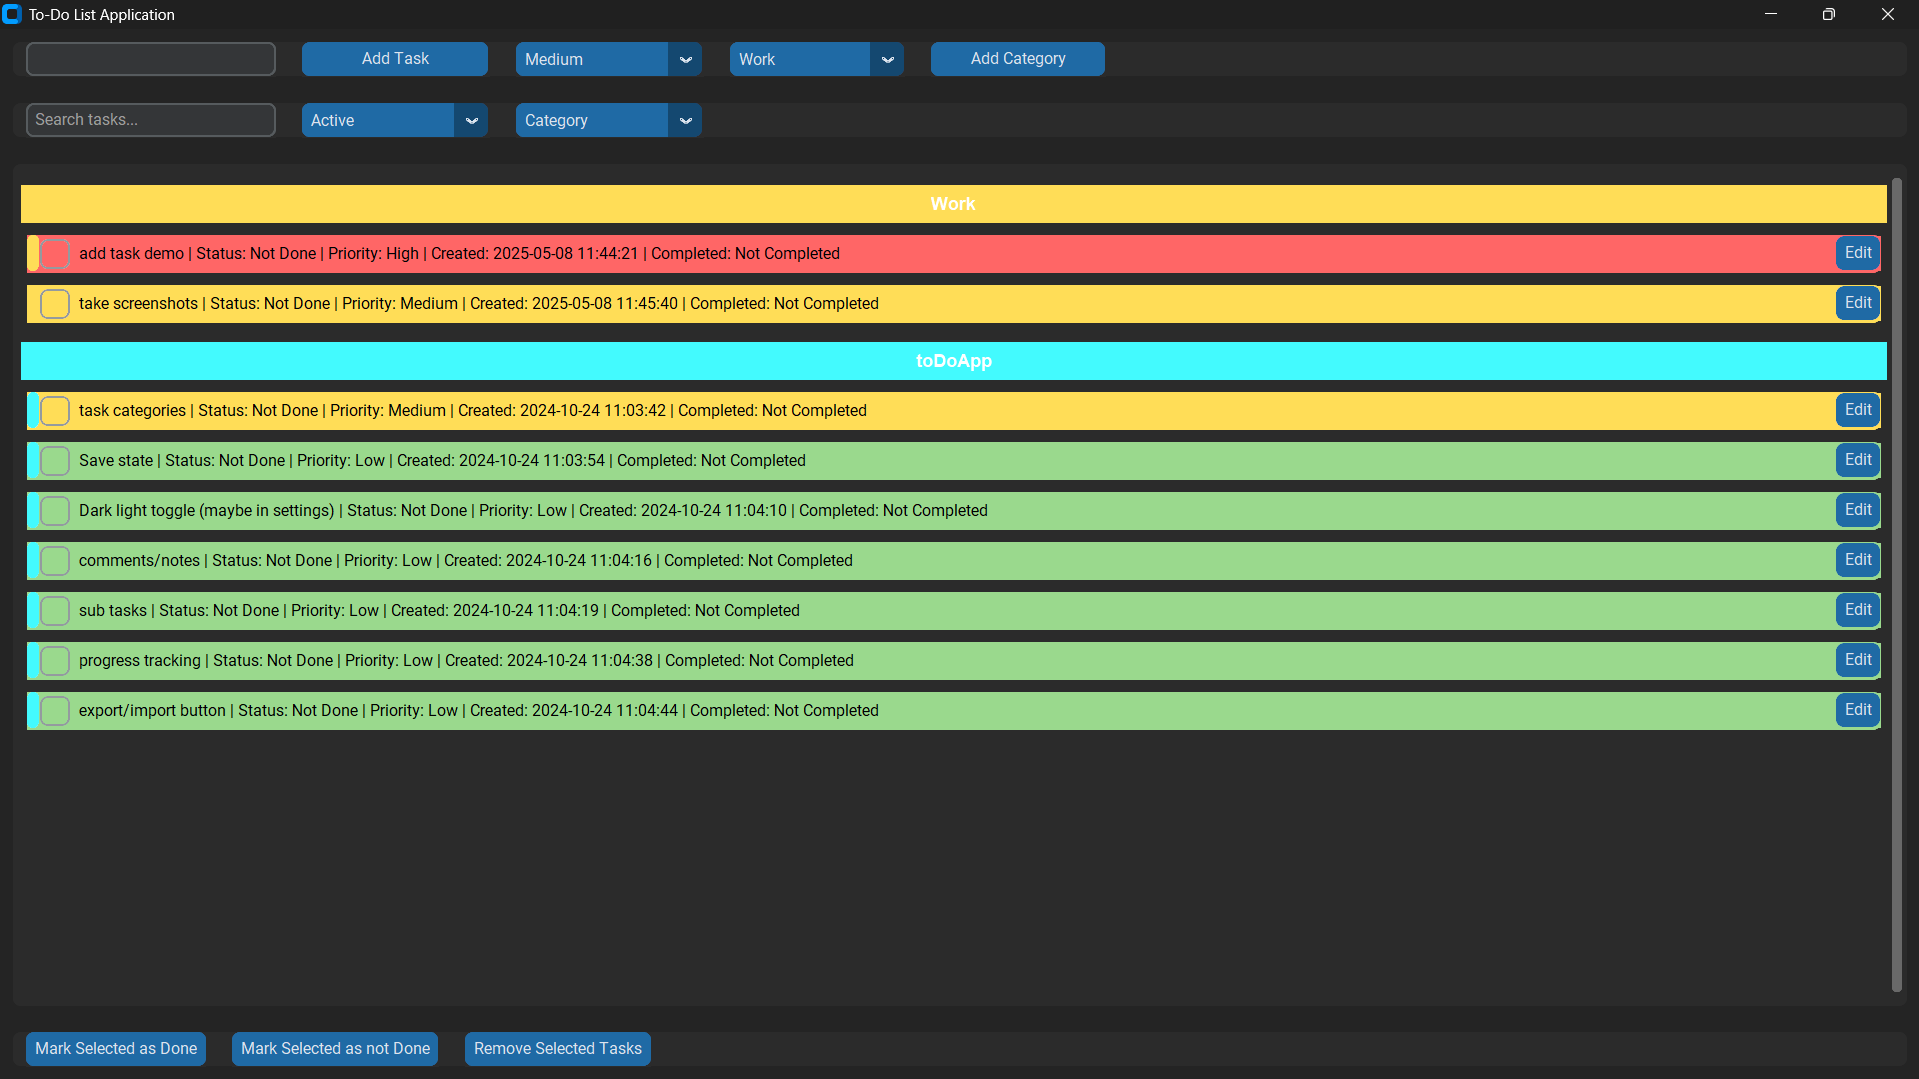 To-Do List Application
Add Task Medium Work Add Category
Search tasks... Active Category
Work
add task demo | Status: Not Done | Priority: High | Created: 2025-05-08 11:44:21 | Completed: Not Completed Edit
take screenshots | Status: Not Done | Priority: Medium | Created: 2025-05-08 11:45:40 | Completed: Not Completed Edit
toDoApp
task categories | Status: Not Done | Priority: Medium | Created: 2024-10-24 11:03:42 | Completed: Not Completed Edit
Save state | Status: Not Done | Priority: Low | Created: 2024-10-24 11:03:54 | Completed: Not Completed Edit
Dark light toggle (maybe in settings) | Status: Not Done | Priority: Low | Created: 2024-10-24 11:04:10 | Completed: Not Completed Edit
comments/notes | Status: Not Done | Priority: Low | Created: 2024-10-24 11:04:16 | Completed: Not Completed Edit
sub tasks | Status: Not Done | Priority: Low | Created: 2024-10-24 11:04:19 | Completed: Not Completed Edit
progress tracking | Status: Not Done | Priority: Low | Created: 2024-10-24 11:04:38 | Completed: Not Completed Edit
export/import button | Status: Not Done | Priority: Low | Created: 2024-10-24 11:04:44 | Completed: Not Completed Edit
Mark Selected as Done Mark Selected as not Done Remove Selected Tasks